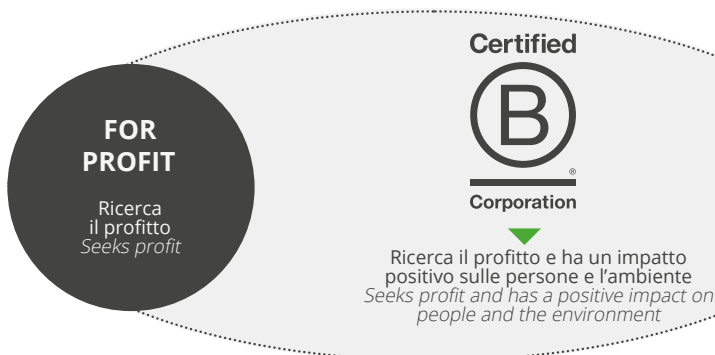 FOR
PROFIT
Ricerca
il profitto
Seeks profit
Certified
B
®
Corporation
Ricerca il profitto e ha un impatto
positivo sulle persone e l'ambiente
Seeks profit and has a positive impact on
people and the environment